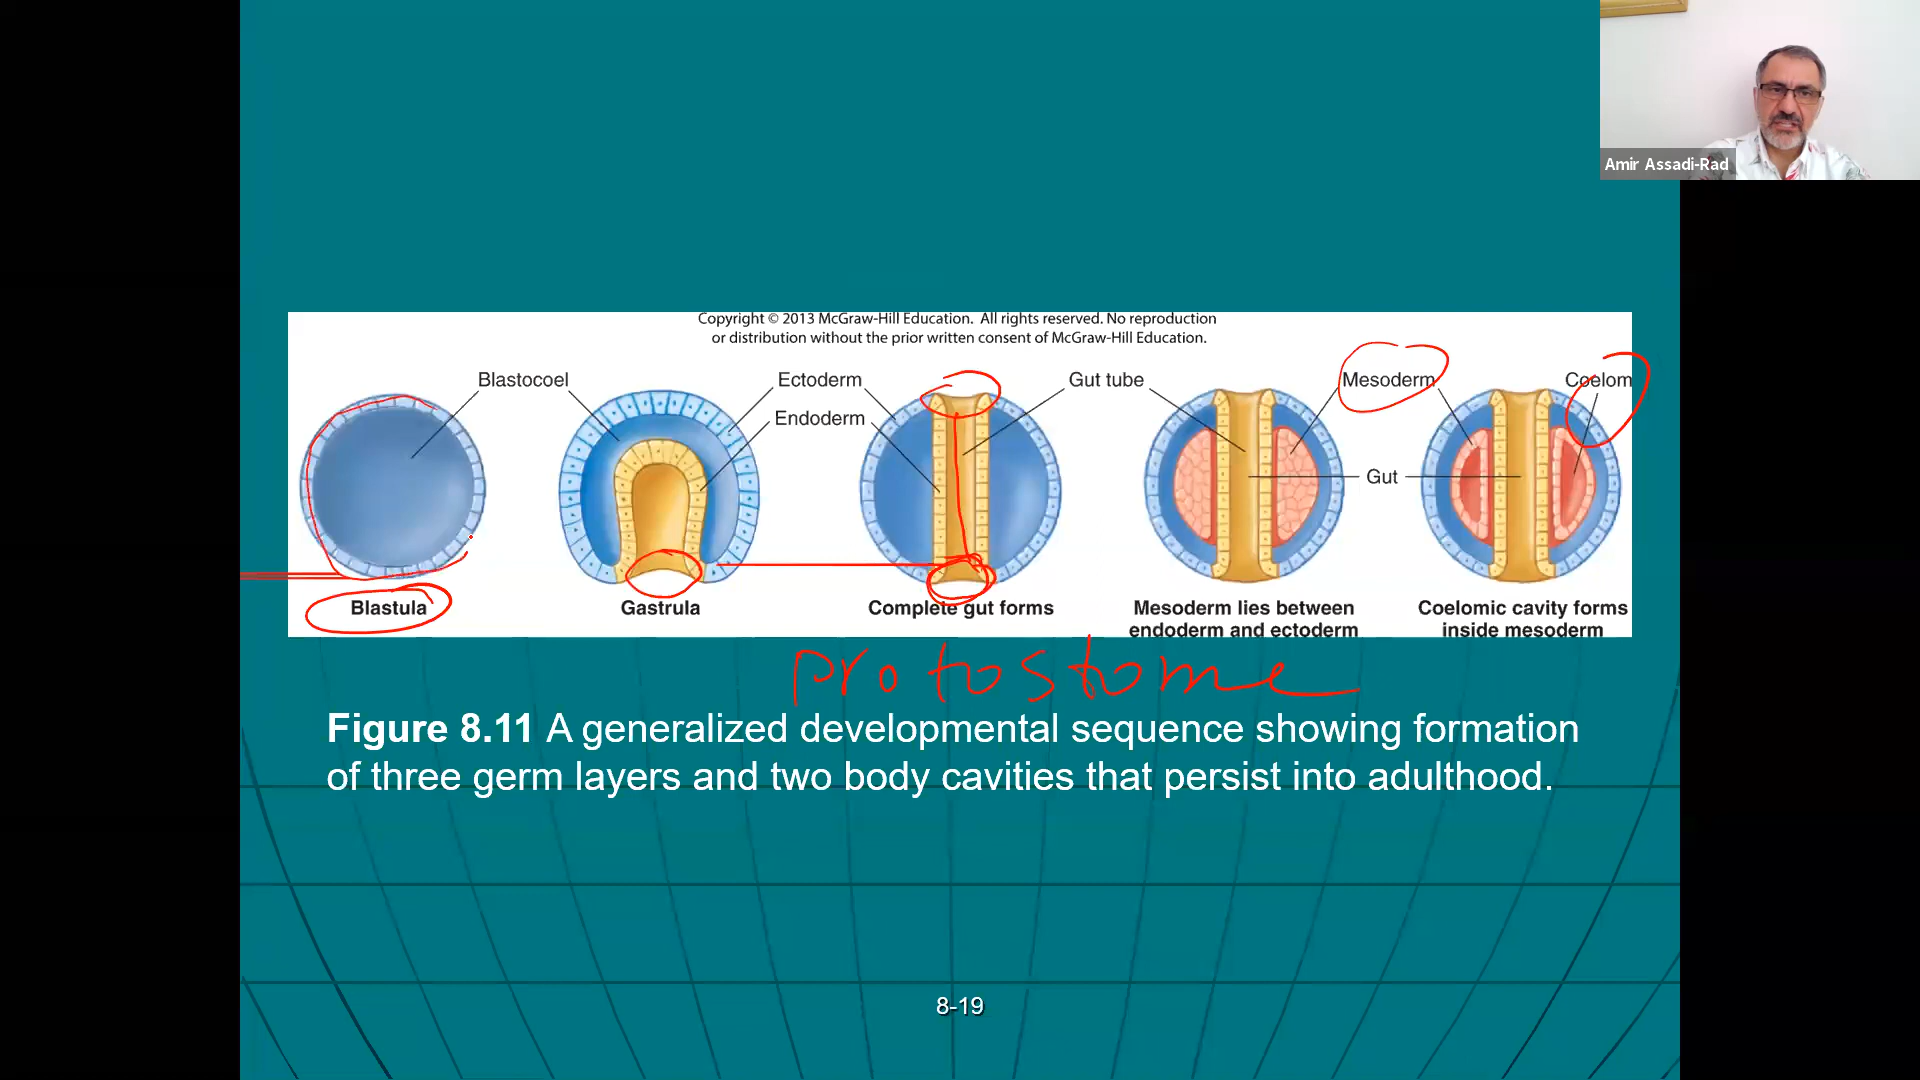 Amir Assadi-Rad
Copyright © 2013 McGraw-Hill Education. All rights reserved. No reproduction
or distribution without the prior written consent of McGraw-Hill Education.
Blastocoel
Ectoderm
Endoderm
Gut tube
Mesoderm
Coelom
Gut
Blastula
Gastrula
Complete gut forms
Mesoderm lies between
endoderm and ectoderm
Coelomic cavity forms
inside mesoderm
protostome
Figure 8.11 A generalized developmental sequence showing formation
of three germ layers and two body cavities that persist into adulthood.
8-19